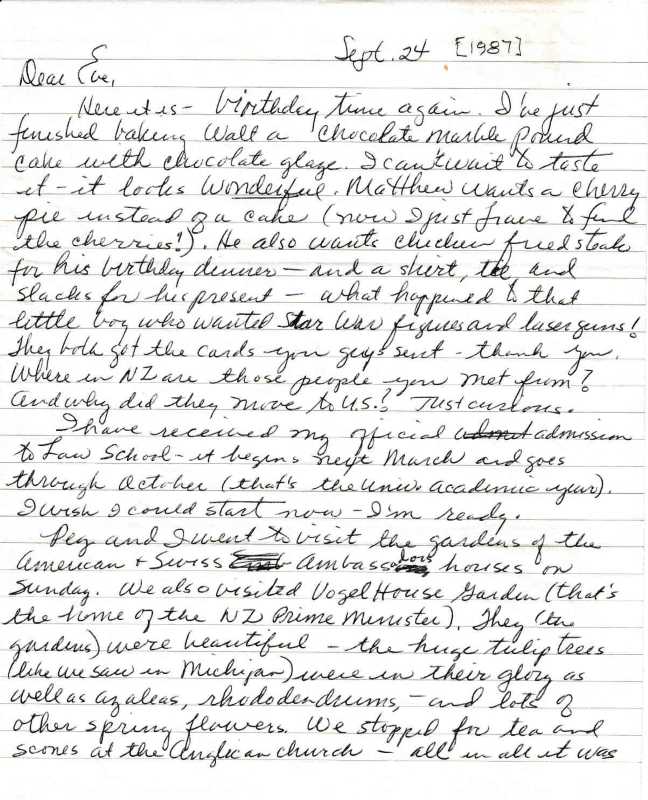 Sept. 24 [1987]
Dear Eve,
Here it is - birthday time again. I've just
finished baking Walt a chocolate marble pound
cake with chocolate glaze. I can't wait to taste
it - it looks wonderful. Matthew wants a cherry
pie instead of a cake (now I just have to find
the cherries!). He also wants chicken fried steak
for his birthday dinner - and a shirt, tie and
slacks for his present - what happened to that
little boy who wanted Star War figures and laser guns!
They both got the cards you guys sent - thank you.
Where in NZ are those people you met from?
And why did they move to U.S.? Just curious.
I have received my official admission
to Law School - it begins next March and goes
through October (that's the Univ. academic year).
I wish I could start now - I'm ready.
Peg and I went to visit the gardens of the
American + Swiss Ambassadors houses on
Sunday. We also visited Vogel House Garden (that's
the home of the NZ Prime Minister). They (the
gardens) were beautiful - the huge tulip trees
(like we saw in Michigan) were in their glory as
well as azaleas, rhododendrums, - and lots of
other spring flowers. We stopped for tea and
scones at the Anglican church - all in all it was